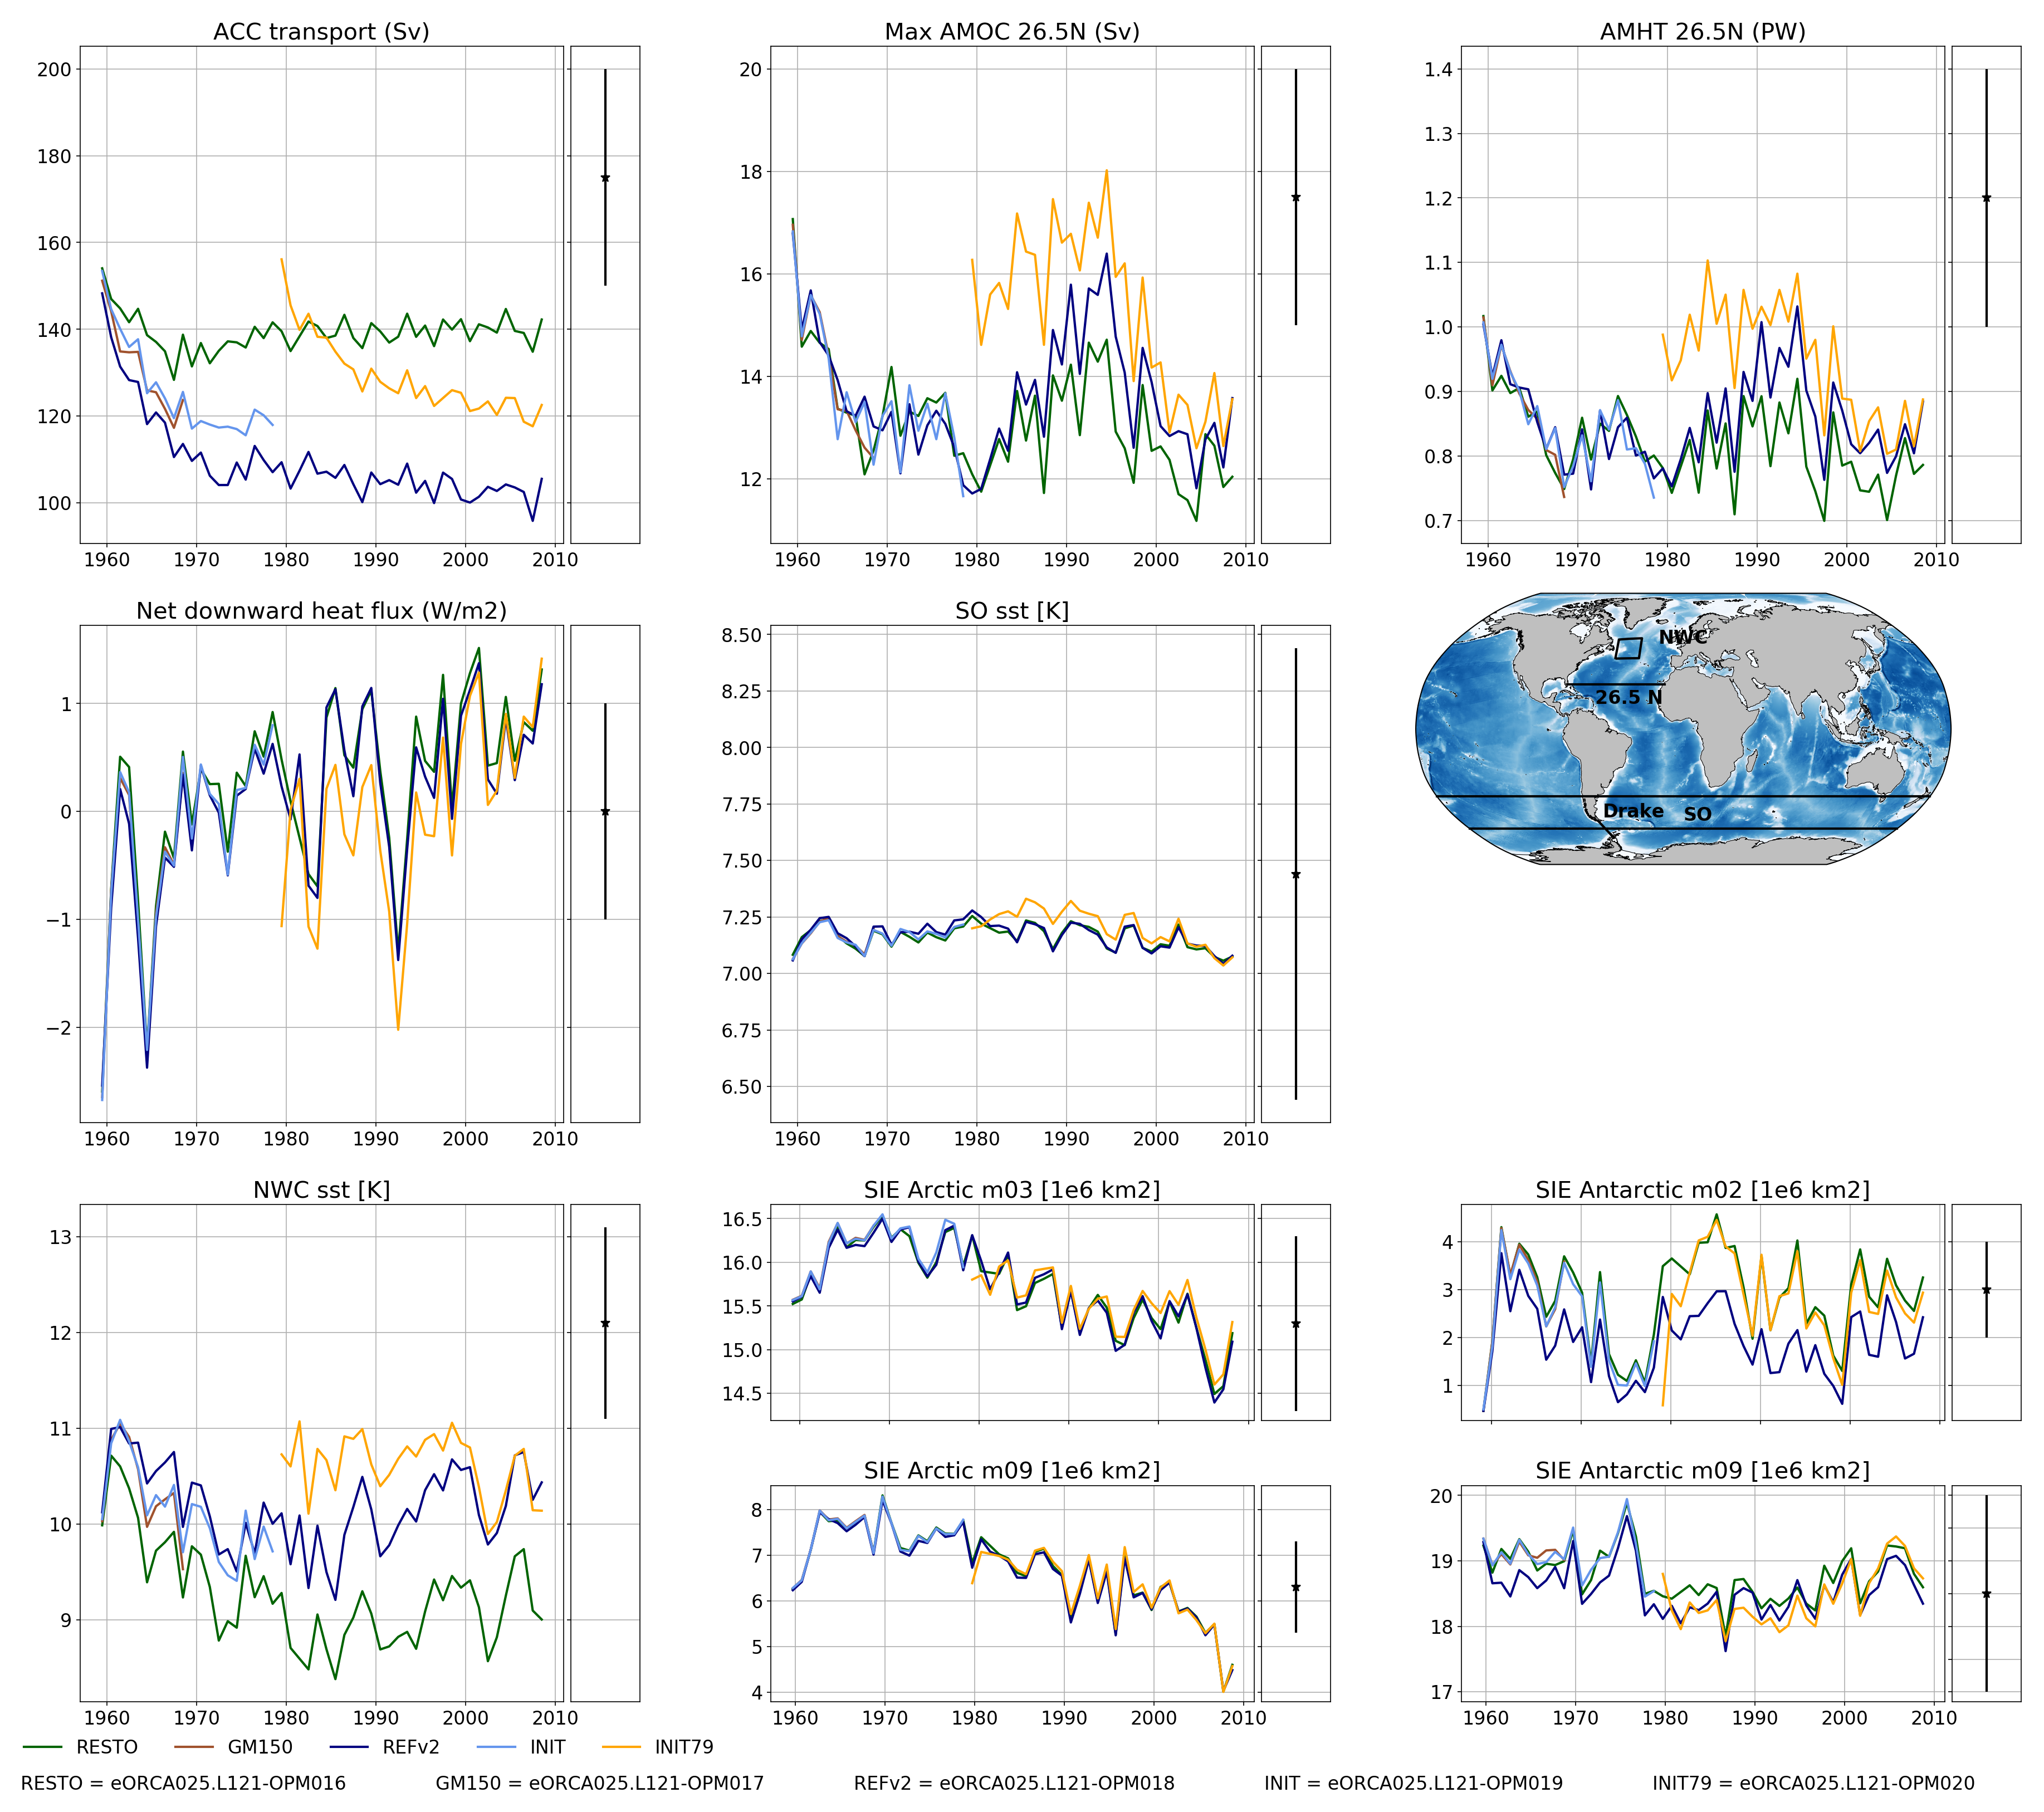 ACC transport (Sv)
200
180
160
140
120
100
1960 1970 1980 1990 2000 2010
Max AMOC 26.5N (Sv)
20
18
16
14
12
1960 1970 1980 1990 2000 2010
AMHT 26.5N (PW)
1.4
1.3
1.2
1.1
1.0
0.9
0.8
0.7
1960 1970 1980 1990 2000 2010
Net downward heat flux (W/m2)
1
0
−1
−2
1960 1970 1980 1990 2000 2010
SO sst [K]
8.50
8.25
8.00
7.75
7.50
7.25
7.00
6.75
6.50
1960 1970 1980 1990 2000 2010
NWC
26.5 N
Drake SO
NWC sst [K]
13
12
11
10
9
1960 1970 1980 1990 2000 2010
SIE Arctic m03 [1e6 km2]
16.5
16.0
15.5
15.0
14.5
SIE Antarctic m02 [1e6 km2]
4
3
2
1
SIE Arctic m09 [1e6 km2]
8
7
6
5
4
1960 1970 1980 1990 2000 2010
SIE Antarctic m09 [1e6 km2]
20
19
18
17
1960 1970 1980 1990 2000 2010
RESTO GM150 REFv2 INIT INIT79
RESTO = eORCA025.L121-OPM016 GM150 = eORCA025.L121-OPM017 REFv2 = eORCA025.L121-OPM018 INIT = eORCA025.L121-OPM019 INIT79 = eORCA025.L121-OPM020